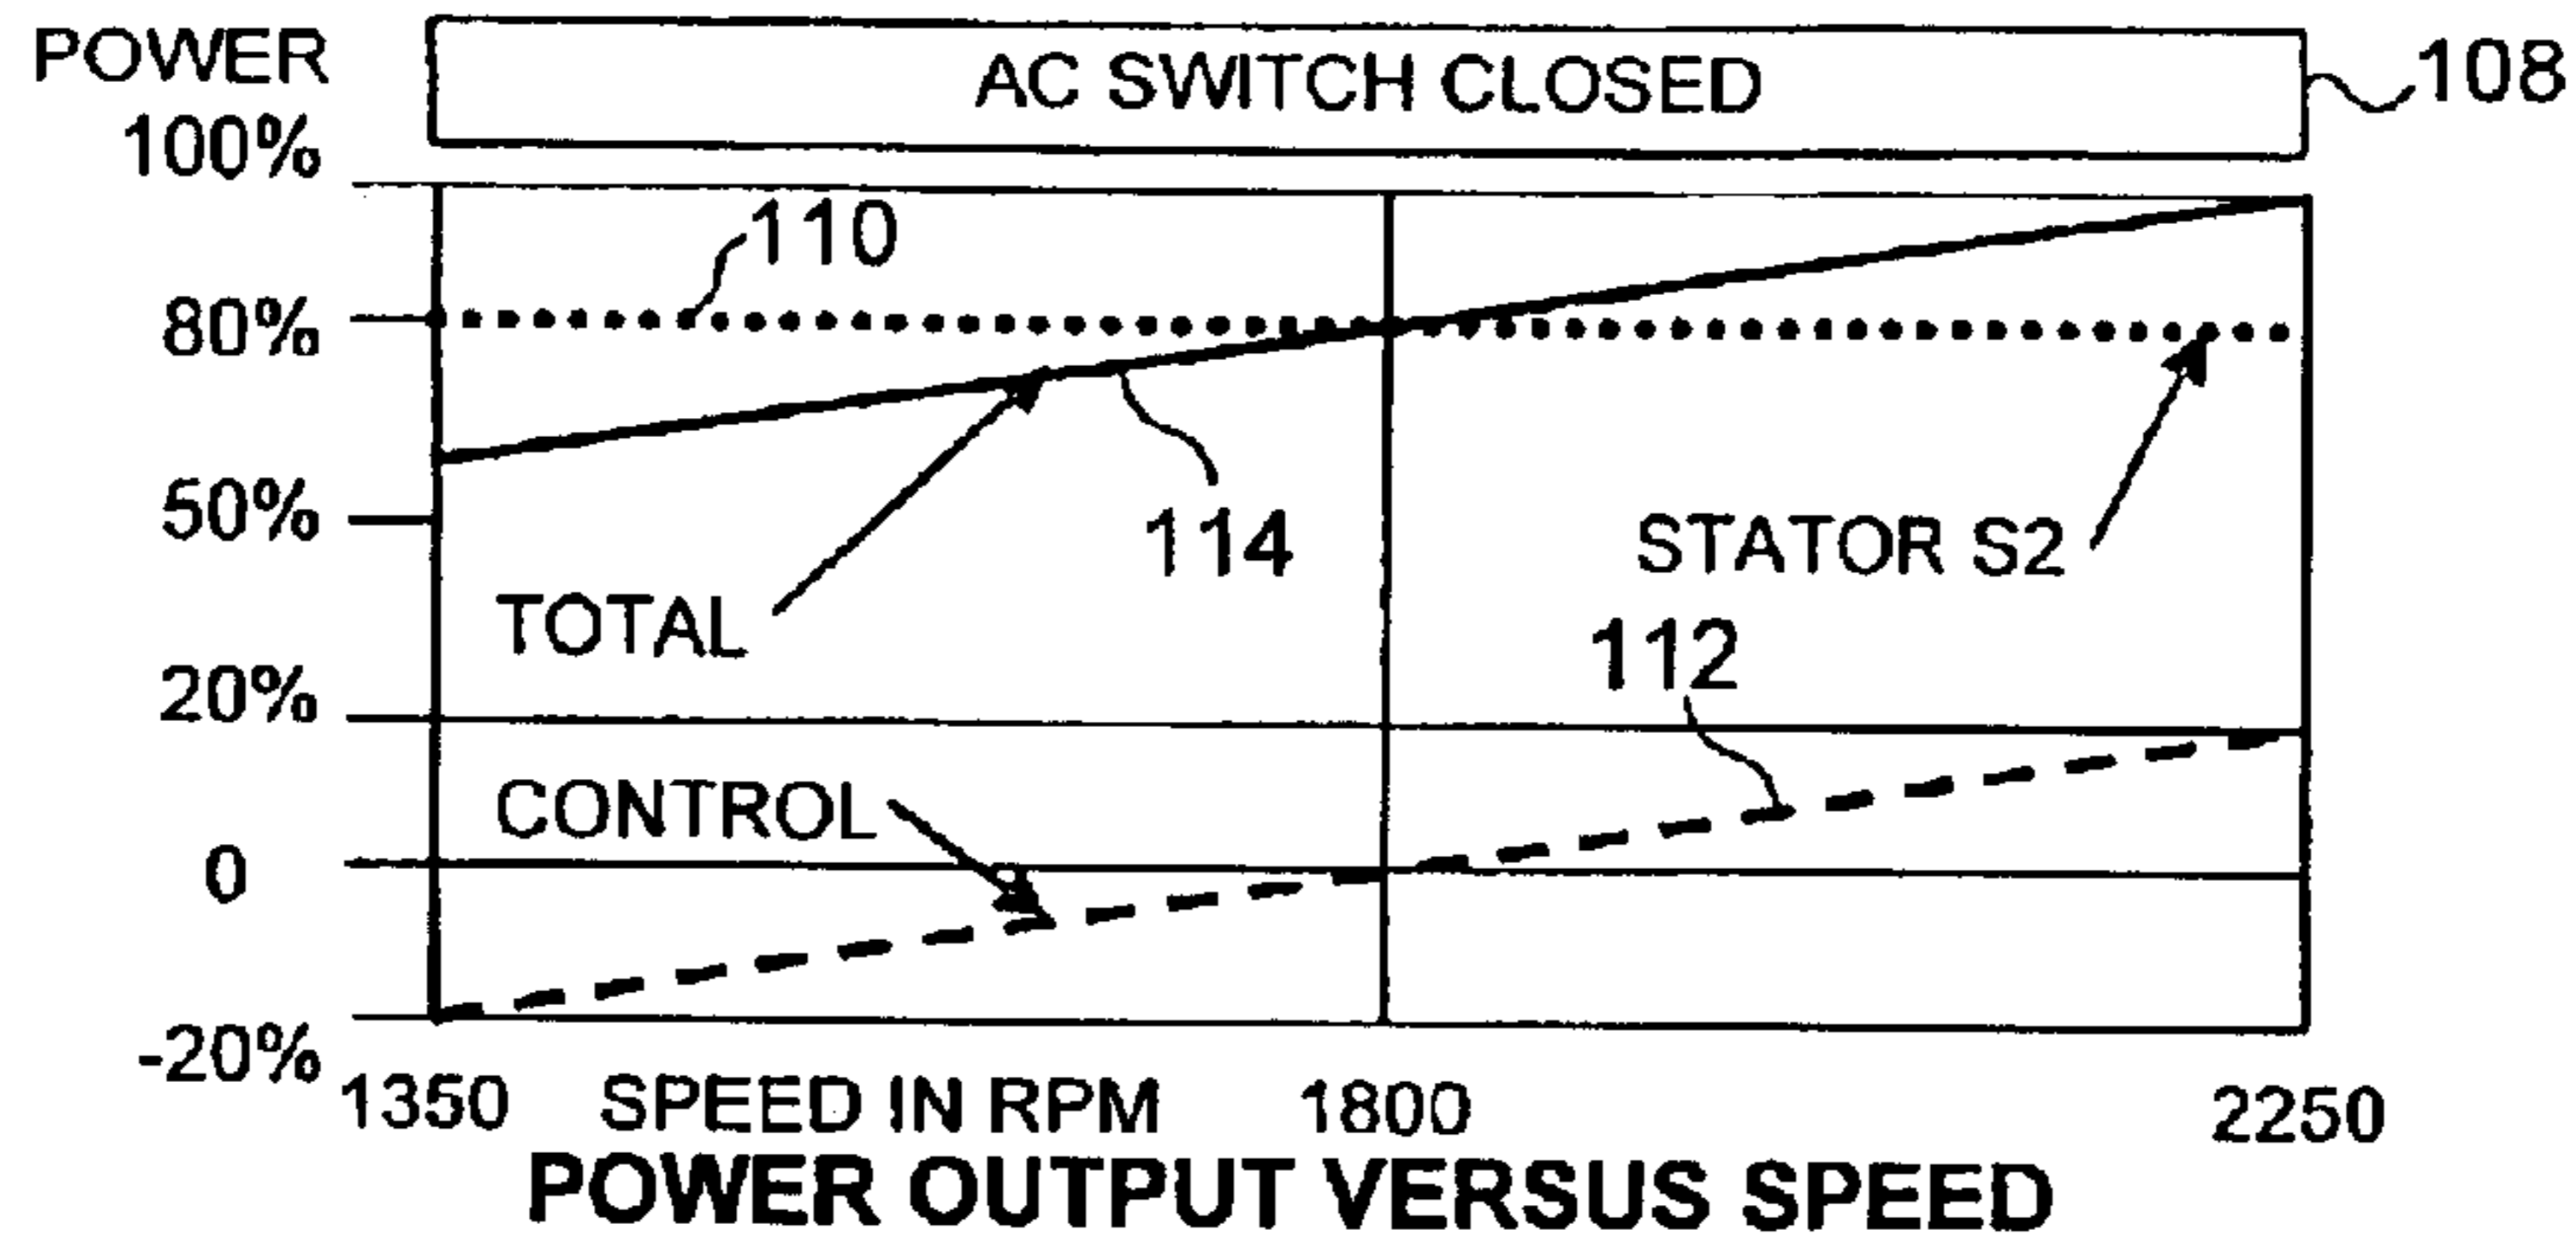 POWER
AC SWITCH CLOSED
108
100%
110
80%
50%
114
STATOR S2
TOTAL
112
20%
CONTROL
0
-20%
1350
SPEED IN RPM
1800
2250
POWER OUTPUT VERSUS SPEED